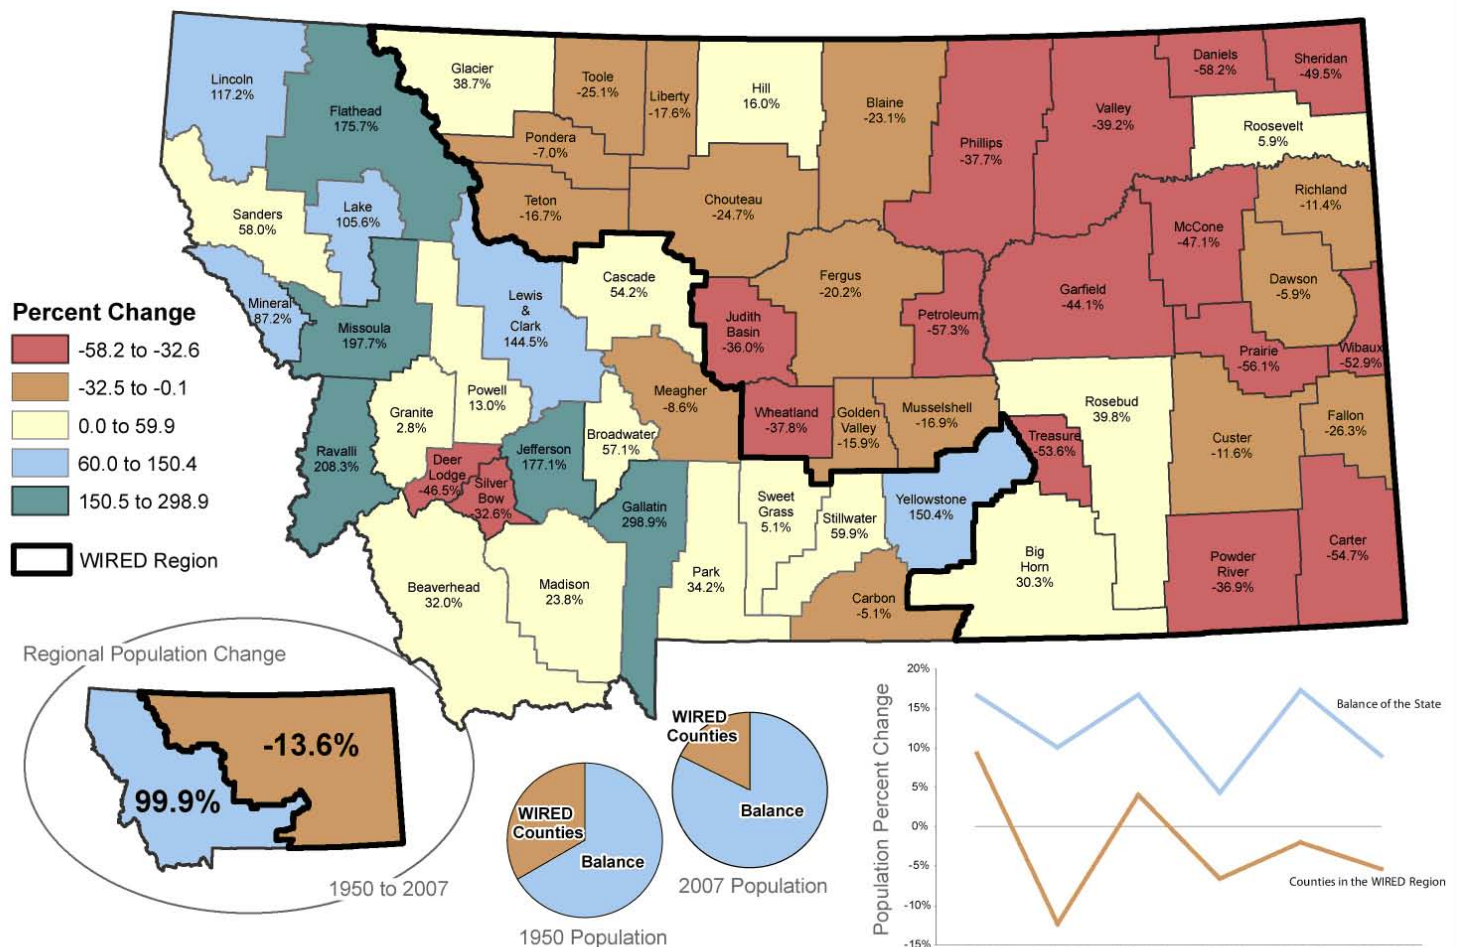 Lincoln
117.2%
Flathead
175.7%
Glacier
38.7%
Toole
-25.1%
Liberty
-17.6%
Hill
16.0%
Blaine
-23.1%
Phillips
-37.7%
Valley
-39.2%
Daniels
-58.2%
Sheridan
-49.5%
Roosevelt
5.9%
Pondera
-7.0%
Teton
-16.7%
Chouteau
-24.7%
Richland
-11.4%
McCone
-47.1%
Sanders
58.0%
Lake
105.6%
Mineral
87.2%
Missoula
197.7%
Lewis
&
Clark
144.5%
Cascade
54.2%
Judith
Basin
-36.0%
Fergus
-20.2%
Petroleum
-57.3%
Garfield
-44.1%
Dawson
-5.9%
Prairie
-56.1%
Wibaux
-52.9%
Powell
13.0%
Granite
2.8%
Meagher
-8.6%
Wheatland
-37.8%
Golden
Valley
-15.9%
Musselshell
-16.9%
Rosebud
39.8%
Treasure
-53.6%
Custer
-11.6%
Fallon
-26.3%
Ravalli
208.3%
Deer
Lodge
-46.5%
Silver
Bow
-32.6%
Jefferson
177.1%
Broadwater
57.1%
Gallatin
298.9%
Sweet
Grass
5.1%
Stillwater
59.9%
Yellowstone
150.4%
Beaverhead
32.0%
Madison
23.8%
Park
34.2%
Carbon
-5.1%
Big
Horn
30.3%
Powder
River
-36.9%
Carter
-54.7%
Percent Change
-58.2 to -32.6
-32.5 to -0.1
0.0 to 59.9
60.0 to 150.4
150.5 to 298.9
WIRED Region
Regional Population Change
-13.6%
99.9%
1950 to 2007
WIRED
Counties
Balance
1950 Population
WIRED
Counties
Balance
2007 Population
Population Percent Change
20%
15%
10%
5%
0%
-5%
-10%
-15%
Balance of the State
Counties in the WIRED Region